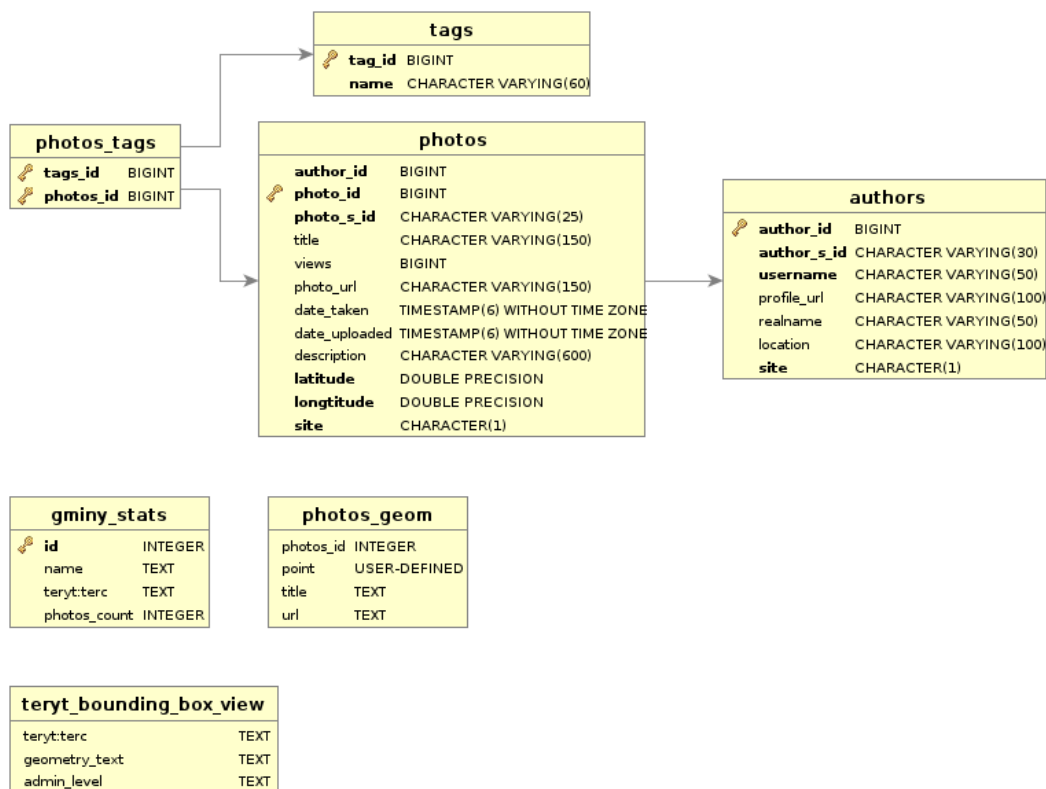 tags
tag_id BIGINT
name CHARACTER VARYING(60)
photos_tags
tags_id BIGINT
photos_id BIGINT
photos
author_id BIGINT
photo_id BIGINT
photo_s_id CHARACTER VARYING(25)
title CHARACTER VARYING(150)
views BIGINT
photo_url CHARACTER VARYING(150)
date_taken TIMESTAMP(6) WITHOUT TIME ZONE
date_uploaded TIMESTAMP(6) WITHOUT TIME ZONE
description CHARACTER VARYING(600)
latitude DOUBLE PRECISION
longtitude DOUBLE PRECISION
site CHARACTER(1)
authors
author_id BIGINT
author_s_id CHARACTER VARYING(30)
username CHARACTER VARYING(50)
profile_url CHARACTER VARYING(100)
realname CHARACTER VARYING(50)
location CHARACTER VARYING(100)
site CHARACTER(1)
gminy_stats
id INTEGER
name TEXT
teryt:terc TEXT
photos_count INTEGER
photos_geom
photos_id INTEGER
point USER-DEFINED
title TEXT
url TEXT
teryt_bounding_box_view
teryt:terc TEXT
geometry_text TEXT
admin_level TEXT